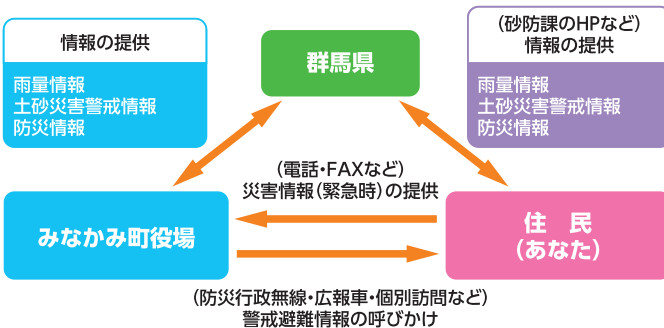 情報の提供
雨量情報
土砂災害警戒情報
防災情報
群馬県
(砂防課のHPなど)
情報の提供
雨量情報
土砂災害警戒情報
防災情報
(電話・FAXなど)
災害情報(緊急時)の提供
みなかみ町役場
住 民
(あなた)
(防災行政無線・広報車・個別訪問など)
警戒避難情報の呼びかけ